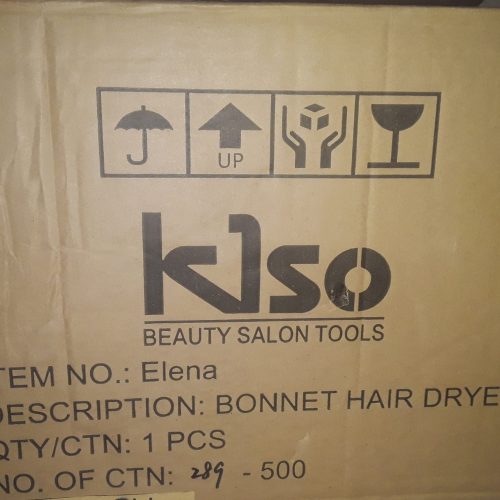 UP
KISO
BEAUTY SALON TOOLS
TEM NO.: Elena
DESCRIPTION: BONNET HAIR DRYE
QTY/CTN: 1 PCS
NO. OF CTN: 289 - 500